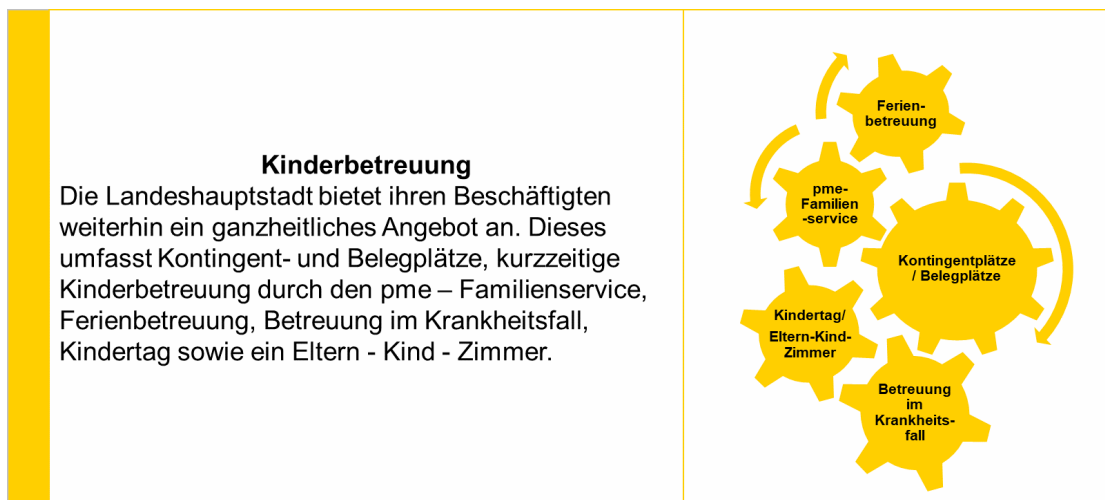 Kinderbetreuung
Die Landeshauptstadt bietet ihren Beschäftigten
weiterhin ein ganzheitliches Angebot an. Dieses
umfasst Kontingent- und Belegplätze, kurzzeitige
Kinderbetreuung durch den pme – Familienservice,
Ferienbetreuung, Betreuung im Krankheitsfall,
Kindertag sowie ein Eltern - Kind - Zimmer.
Ferien-
betreuung
pme-
Familien
-service
Kontingentplätze
/ Belegplätze
Kindertag/
Eltern-Kind-
Zimmer
Betreuung
im
Krankheits-
fall